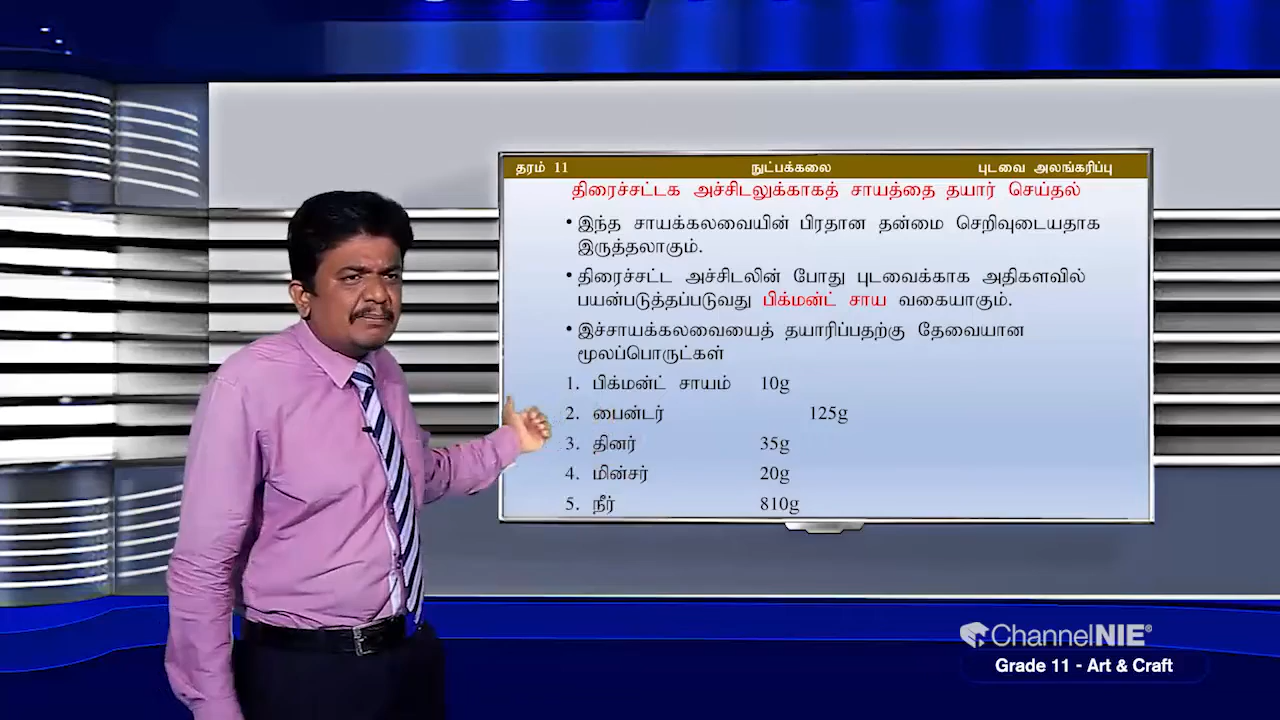 தரம் 11 நுட்பக்கலை புடவை அலங்கரிப்பு
திரைச்சட்டக அச்சிடலுக்காகத் சாயத்தை தயார் செய்தல்
• இந்த சாயக்கலவையின் பிரதான தன்மை செறிவுடையதாக
இருத்தலாகும்.
• திரைச்சட்ட அச்சிடலின் போது புடவைக்காக அதிகளவில்
பயன்படுத்தப்படுவது பிக்மன்ட் சாய வகையாகும்.
• இச்சாயக்கலவையைத் தயாரிப்பதற்கு தேவையான
மூலப்பொருட்கள்
1. பிக்மன்ட் சாயம் 10g
2. பைன்டர் 125g
3. தினர் 35g
4. மின்சர் 20g
5. நீர் 810g
ChannelNIE®
Grade 11 - Art & Craft